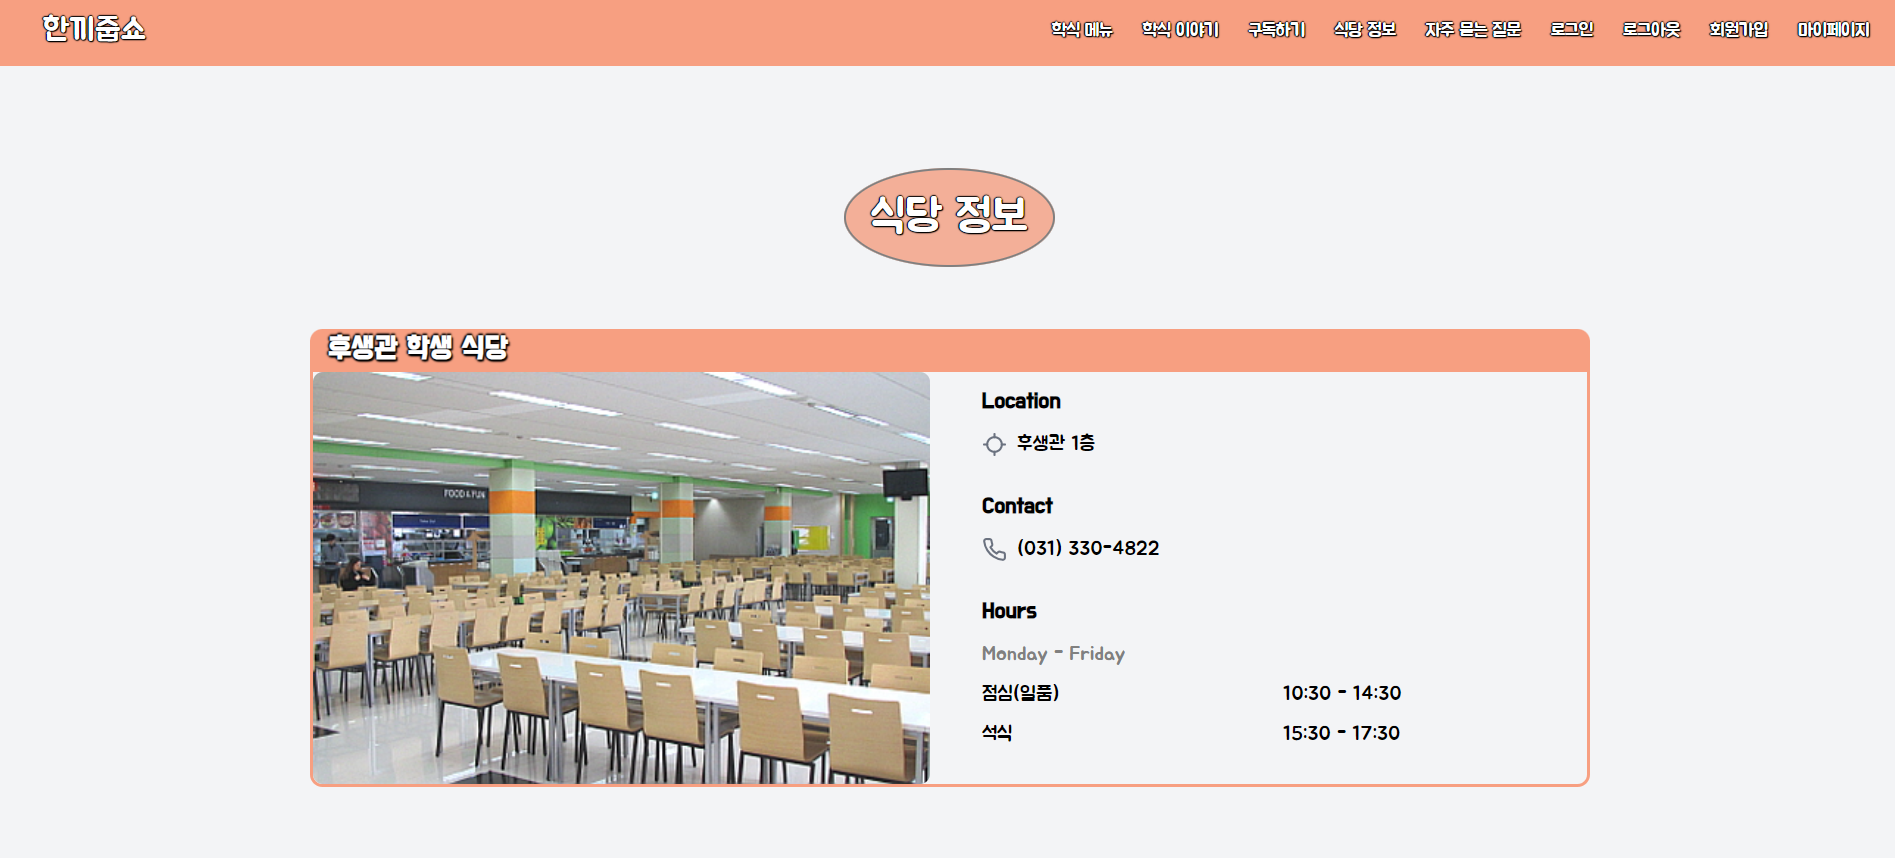 한끼줍쇼
학식 메뉴 학식 이야기 구독하기 식당 정보 자주 묻는 질문 로그인 로그아웃 회원가입 마이페이지
식당 정보
후생관 학생 식당
FOOD & FUN
Location
후생관 1층
Contact
(031) 330-4822
Hours
Monday - Friday
점심(일품) 10:30 - 14:30
석식 15:30 - 17:30